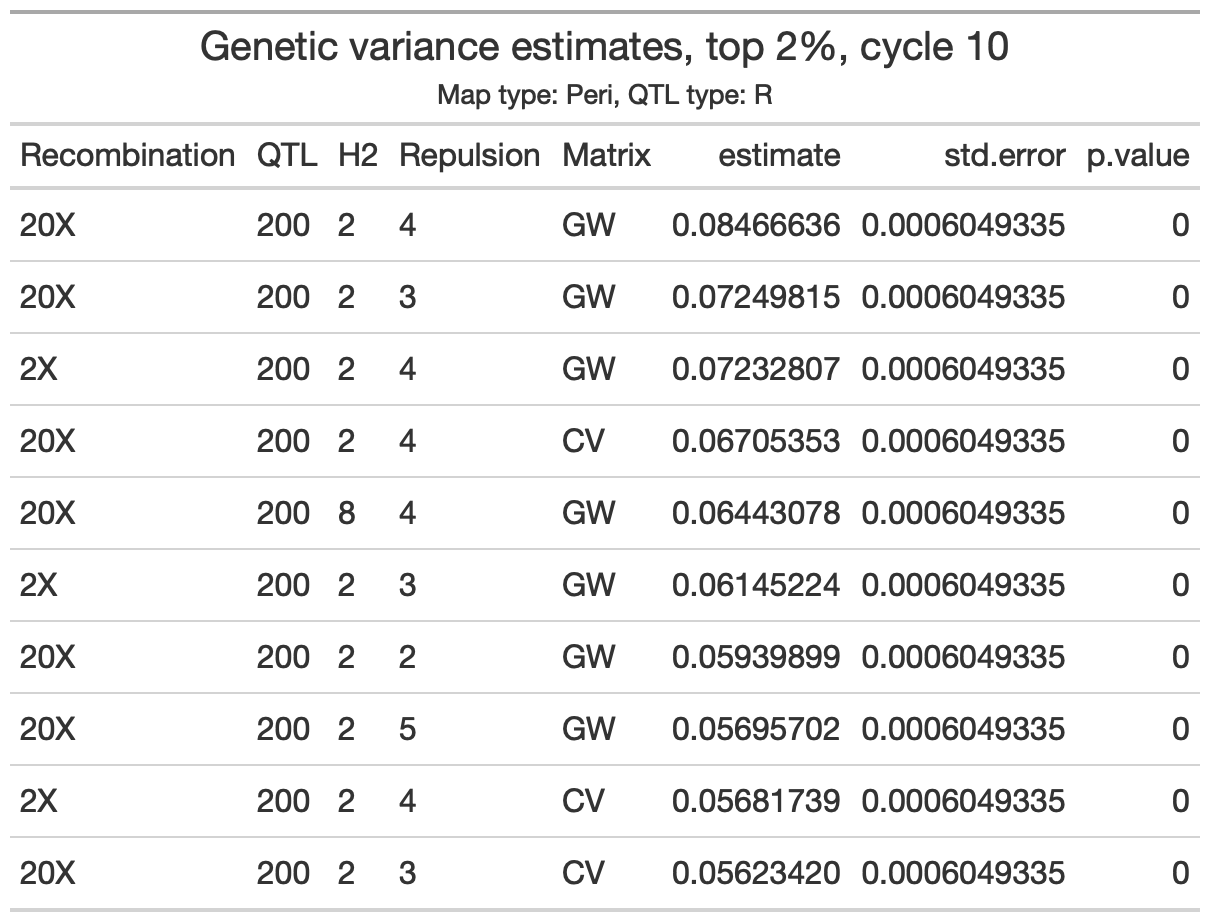 Genetic variance estimates, top 2%, cycle 10
Map type: Peri, QTL type: R
Recombination QTL H2 Repulsion Matrix estimate std.error p.value
20X 200 2 4 GW 0.08466636 0.0006049335 0
20X 200 2 3 GW 0.07249815 0.0006049335 0
2X 200 2 4 GW 0.07232807 0.0006049335 0
20X 200 2 4 CV 0.06705353 0.0006049335 0
20X 200 8 4 GW 0.06443078 0.0006049335 0
2X 200 2 3 GW 0.06145224 0.0006049335 0
20X 200 2 2 GW 0.05939899 0.0006049335 0
20X 200 2 5 GW 0.05695702 0.0006049335 0
2X 200 2 4 CV 0.05681739 0.0006049335 0
20X 200 2 3 CV 0.05623420 0.0006049335 0